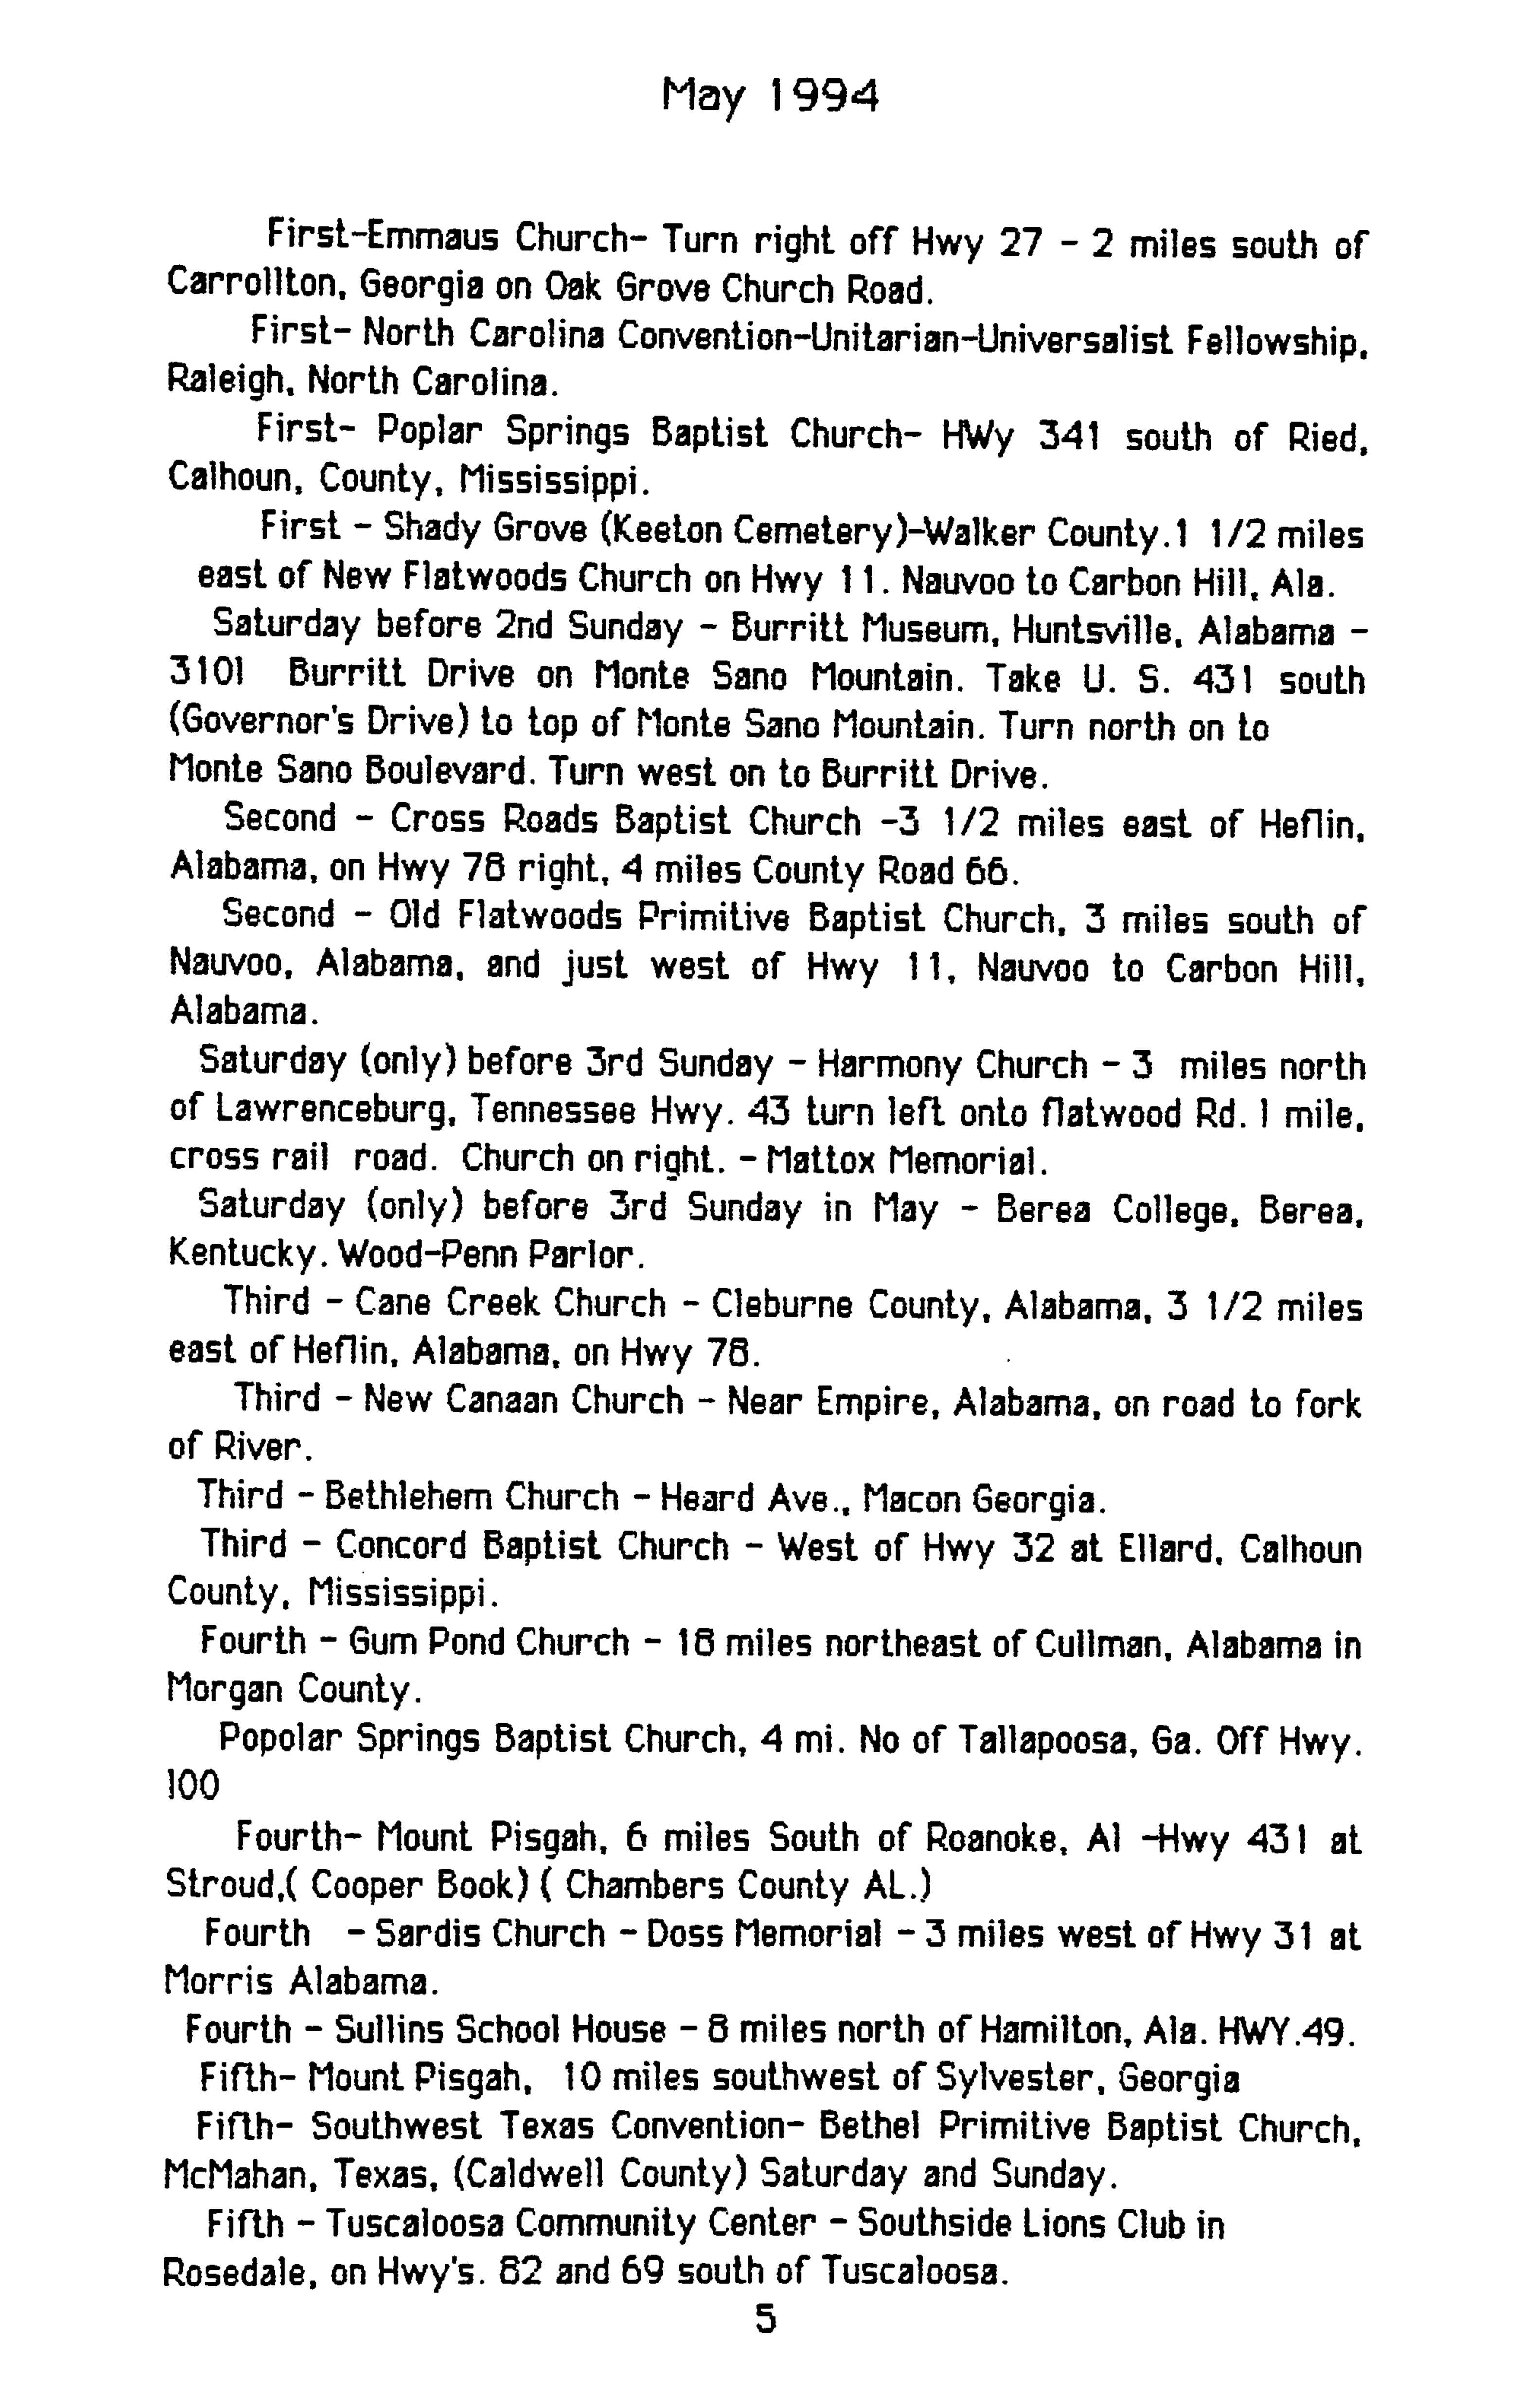 May 1994
First-Emmaus Church- Turn right off Hwy 27 - 2 miles south of
Carrollton, Georgia on Oak Grove Church Road.
First- North Carolina Convention-Unitarian-Universalist Fellowship,
Raleigh, North Carolina.
First- Poplar Springs Baptist Church- HWy 341 south of Ried,
Calhoun, County, Mississippi.
First - Shady Grove (Keeton Cemetery)-Walker County.1 1/2 miles
east of New Flatwoods Church on Hwy 11. Nauvoo to Carbon Hill, Ala.
Saturday before 2nd Sunday - Burritt Museum, Huntsville, Alabama -
3101 Burritt Drive on Monte Sano Mountain. Take U. S. 431 south
(Governor's Drive) to top of Monte Sano Mountain. Turn north on to
Monte Sano Boulevard. Turn west on to Burritt Drive.
Second - Cross Roads Baptist Church -3 1/2 miles east of Heflin,
Alabama, on Hwy 78 right, 4 miles County Road 66.
Second - Old Flatwoods Primitive Baptist Church, 3 miles south of
Nauvoo, Alabama, and just west of Hwy 11, Nauvoo to Carbon Hill,
Alabama.
Saturday (only) before 3rd Sunday - Harmony Church - 3 miles north
of Lawrenceburg, Tennessee Hwy. 43 turn left onto flatwood Rd. 1 mile,
cross rail road. Church on right. - Mattox Memorial.
Saturday (only) before 3rd Sunday in May - Berea College, Berea,
Kentucky. Wood-Penn Parlor.
Third - Cane Creek Church - Cleburne County, Alabama, 3 1/2 miles
east of Heflin, Alabama, on Hwy 78.
Third - New Canaan Church - Near Empire, Alabama, on road to fork
of River.
Third - Bethlehem Church - Heard Ave., Macon Georgia.
Third - Concord Baptist Church - West of Hwy 32 at Ellard, Calhoun
County, Mississippi.
Fourth - Gum Pond Church - 18 miles northeast of Cullman, Alabama in
Morgan County.
Popolar Springs Baptist Church, 4 mi. No of Tallapoosa, Ga. Off Hwy.
100
Fourth- Mount Pisgah, 6 miles South of Roanoke, Al -Hwy 431 at
Stroud,( Cooper Book) ( Chambers County AL.)
Fourth - Sardis Church - Doss Memorial - 3 miles west of Hwy 31 at
Morris Alabama.
Fourth - Sullins School House - 8 miles north of Hamilton, Ala. HWY.49.
Fifth- Mount Pisgah, 10 miles southwest of Sylvester, Georgia
Fifth- Southwest Texas Convention- Bethel Primitive Baptist Church,
McMahan, Texas, (Caldwell County) Saturday and Sunday.
Fifth - Tuscaloosa Community Center - Southside Lions Club in
Rosedale, on Hwy's. 82 and 69 south of Tuscaloosa.
5